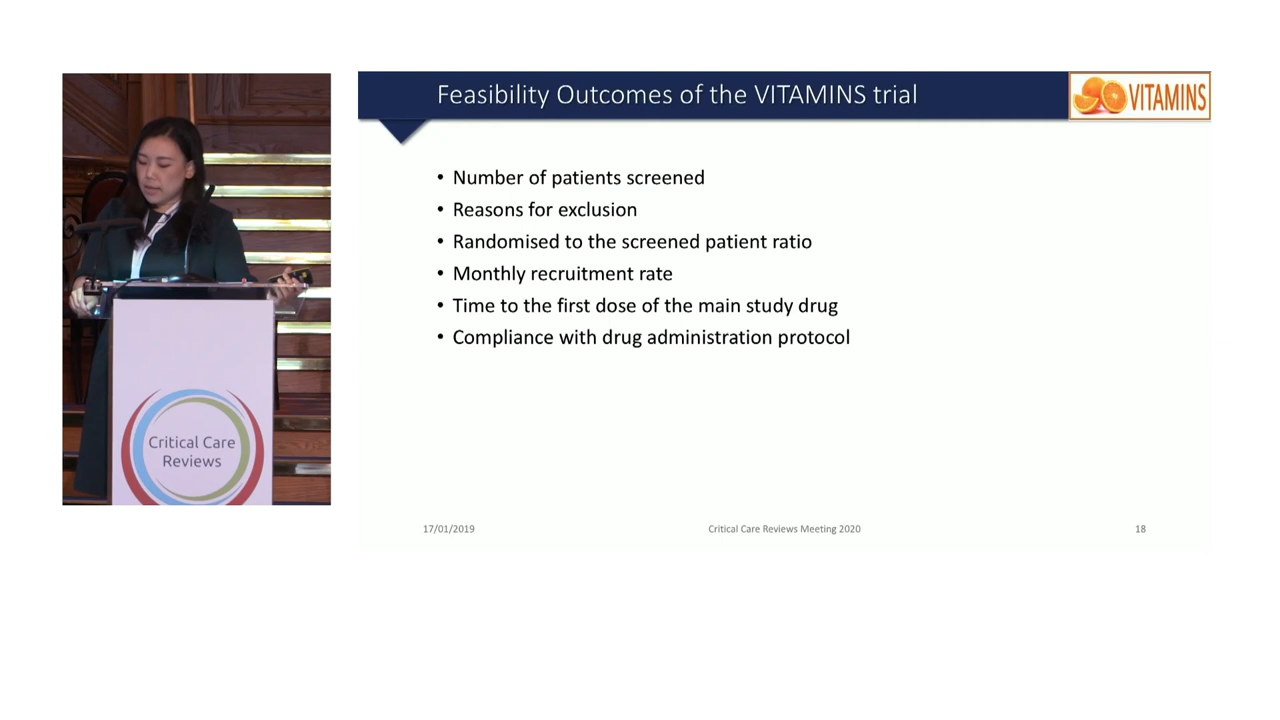 Feasibility Outcomes of the VITAMINS trial
VITAMINS
• Number of patients screened
• Reasons for exclusion
• Randomised to the screened patient ratio
• Monthly recruitment rate
• Time to the first dose of the main study drug
• Compliance with drug administration protocol
Critical Care
Reviews
17/01/2019
Critical Care Reviews Meeting 2020
18